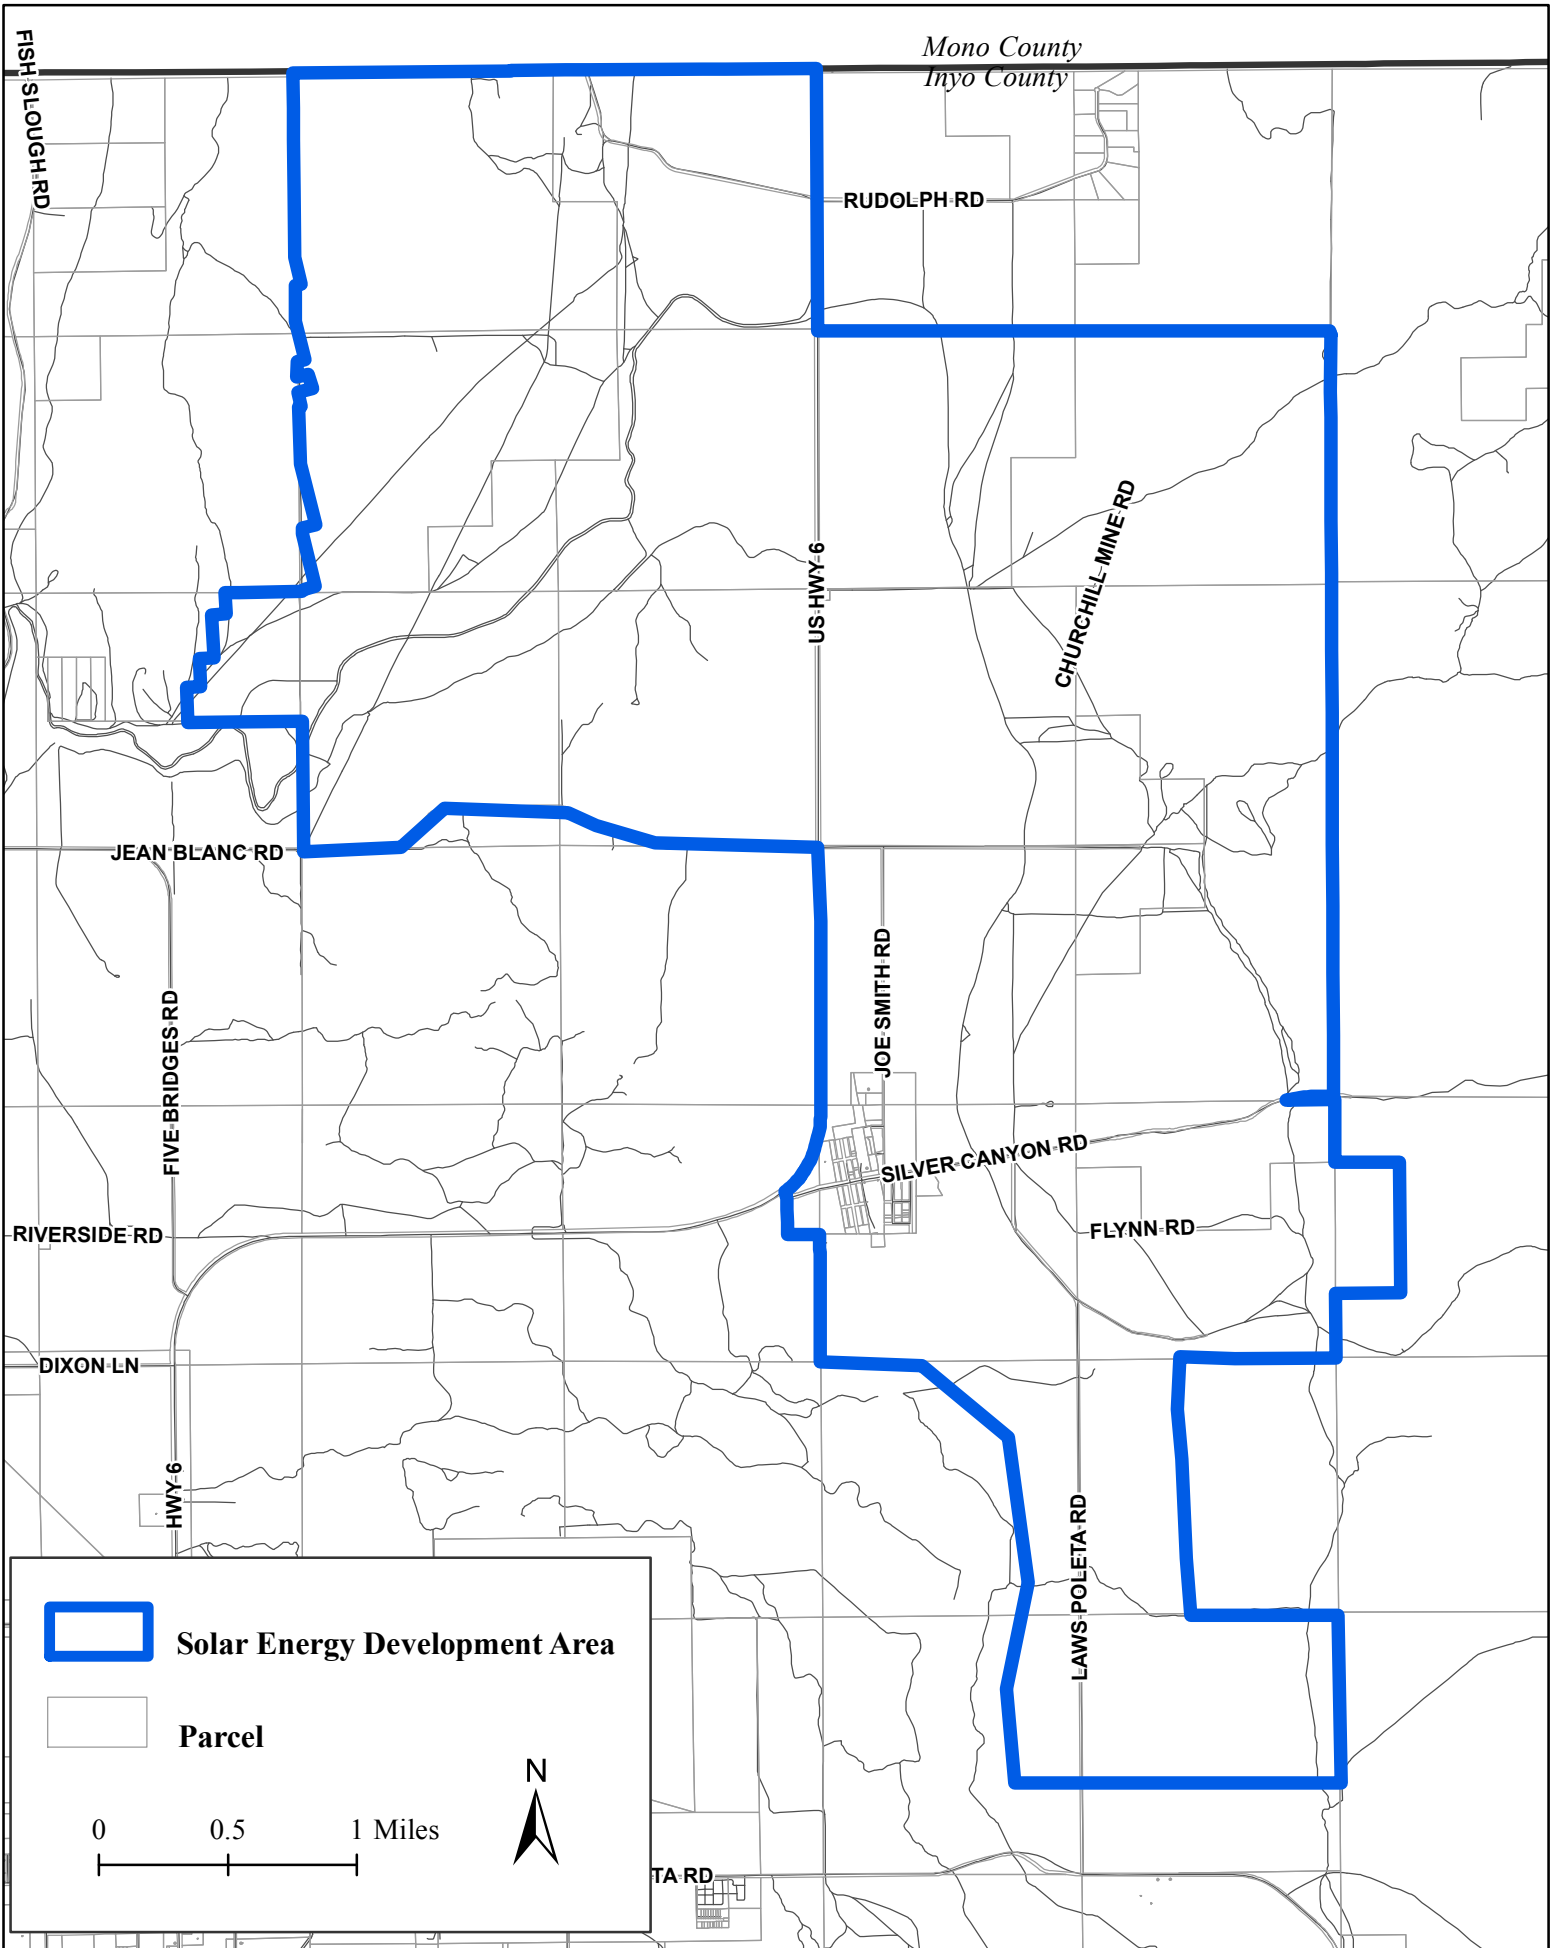 Mono County
Inyo County
FISH SLOUGH RD
RUDOLPH RD
CHURCHILL MINE RD
US HWY 6
JEAN BLANC RD
JOE SMITH RD
FIVE BRIDGES RD
SILVER CANYON RD
RIVERSIDE RD
FLYNN RD
DIXON LN
HWY 6
LAWS POLETA RD
Solar Energy Development Area
Parcel
N
0 0.5 1 Miles
TA RD